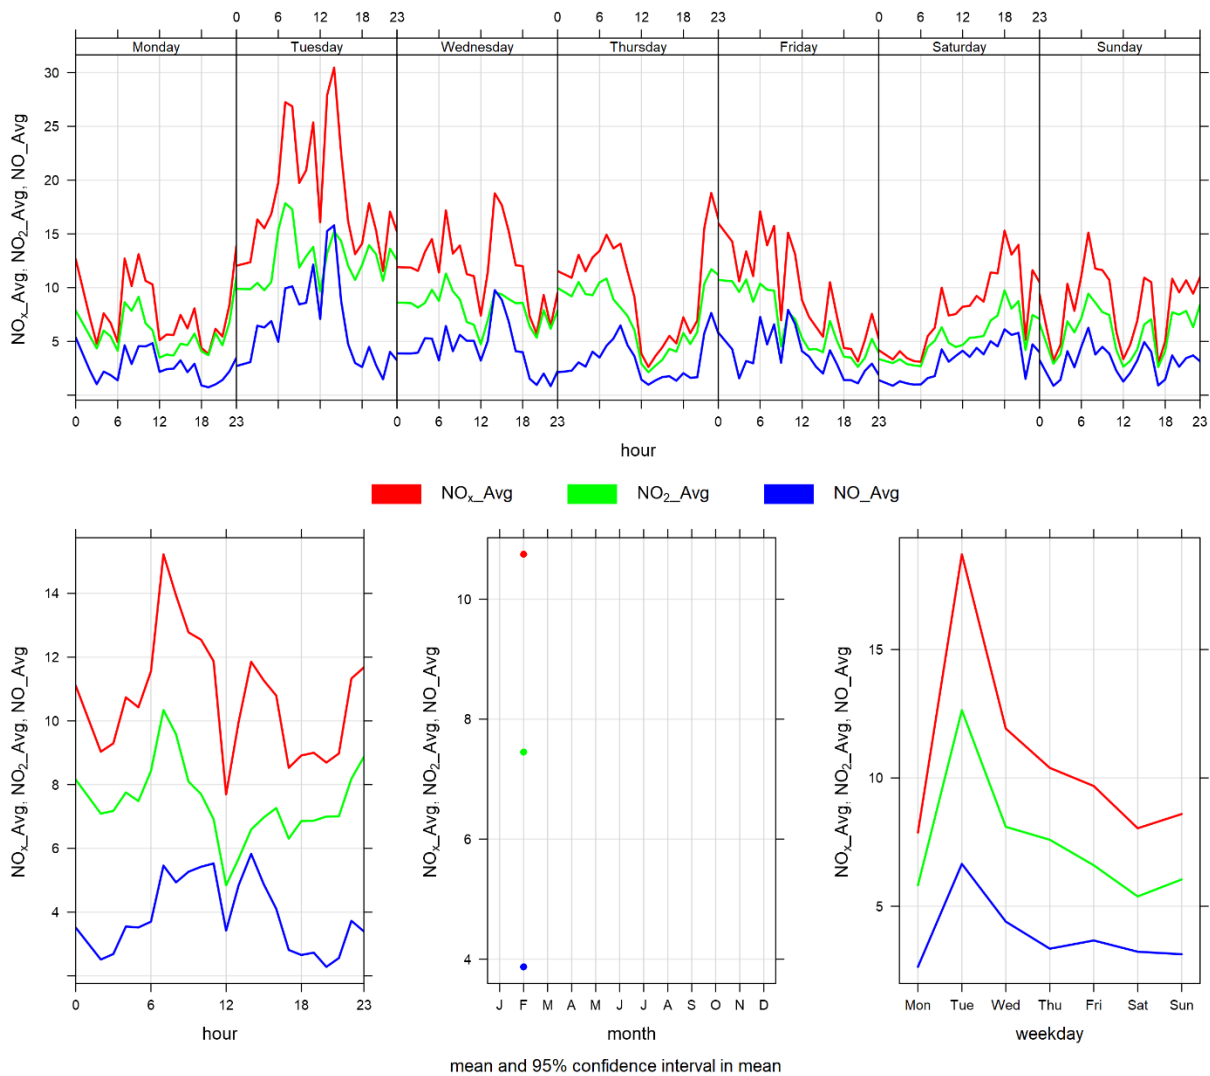 0 6 12 18 23 0 6 12 18 23 0 6 12 18 23
Monday Tuesday Wednesday Thursday Friday Saturday Sunday
30
25
20
15
10
5
NOₓ_Avg, NO₂_Avg, NO_Avg
0 6 12 18 23 0 6 12 18 23 0 6 12 18 23 0 6 12 18 23
hour
NOₓ_Avg NO₂_Avg NO_Avg
14
12
10
8
6
4
NOₓ_Avg, NO₂_Avg, NO_Avg
0 6 12 18 23
hour
10
8
6
4
NOₓ_Avg, NO₂_Avg, NO_Avg
J F M A M J J A S O N D
month
15
10
5
NOₓ_Avg, NO₂_Avg, NO_Avg
Mon Tue Wed Thu Fri Sat Sun
weekday
mean and 95% confidence interval in mean